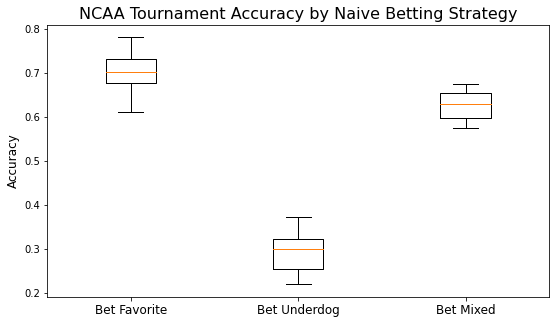 NCAA Tournament Accuracy by Naive Betting Strategy
0.8
0.7
0.6
0.5
0.4
0.3
0.2
Accuracy
Bet Favorite Bet Underdog Bet Mixed